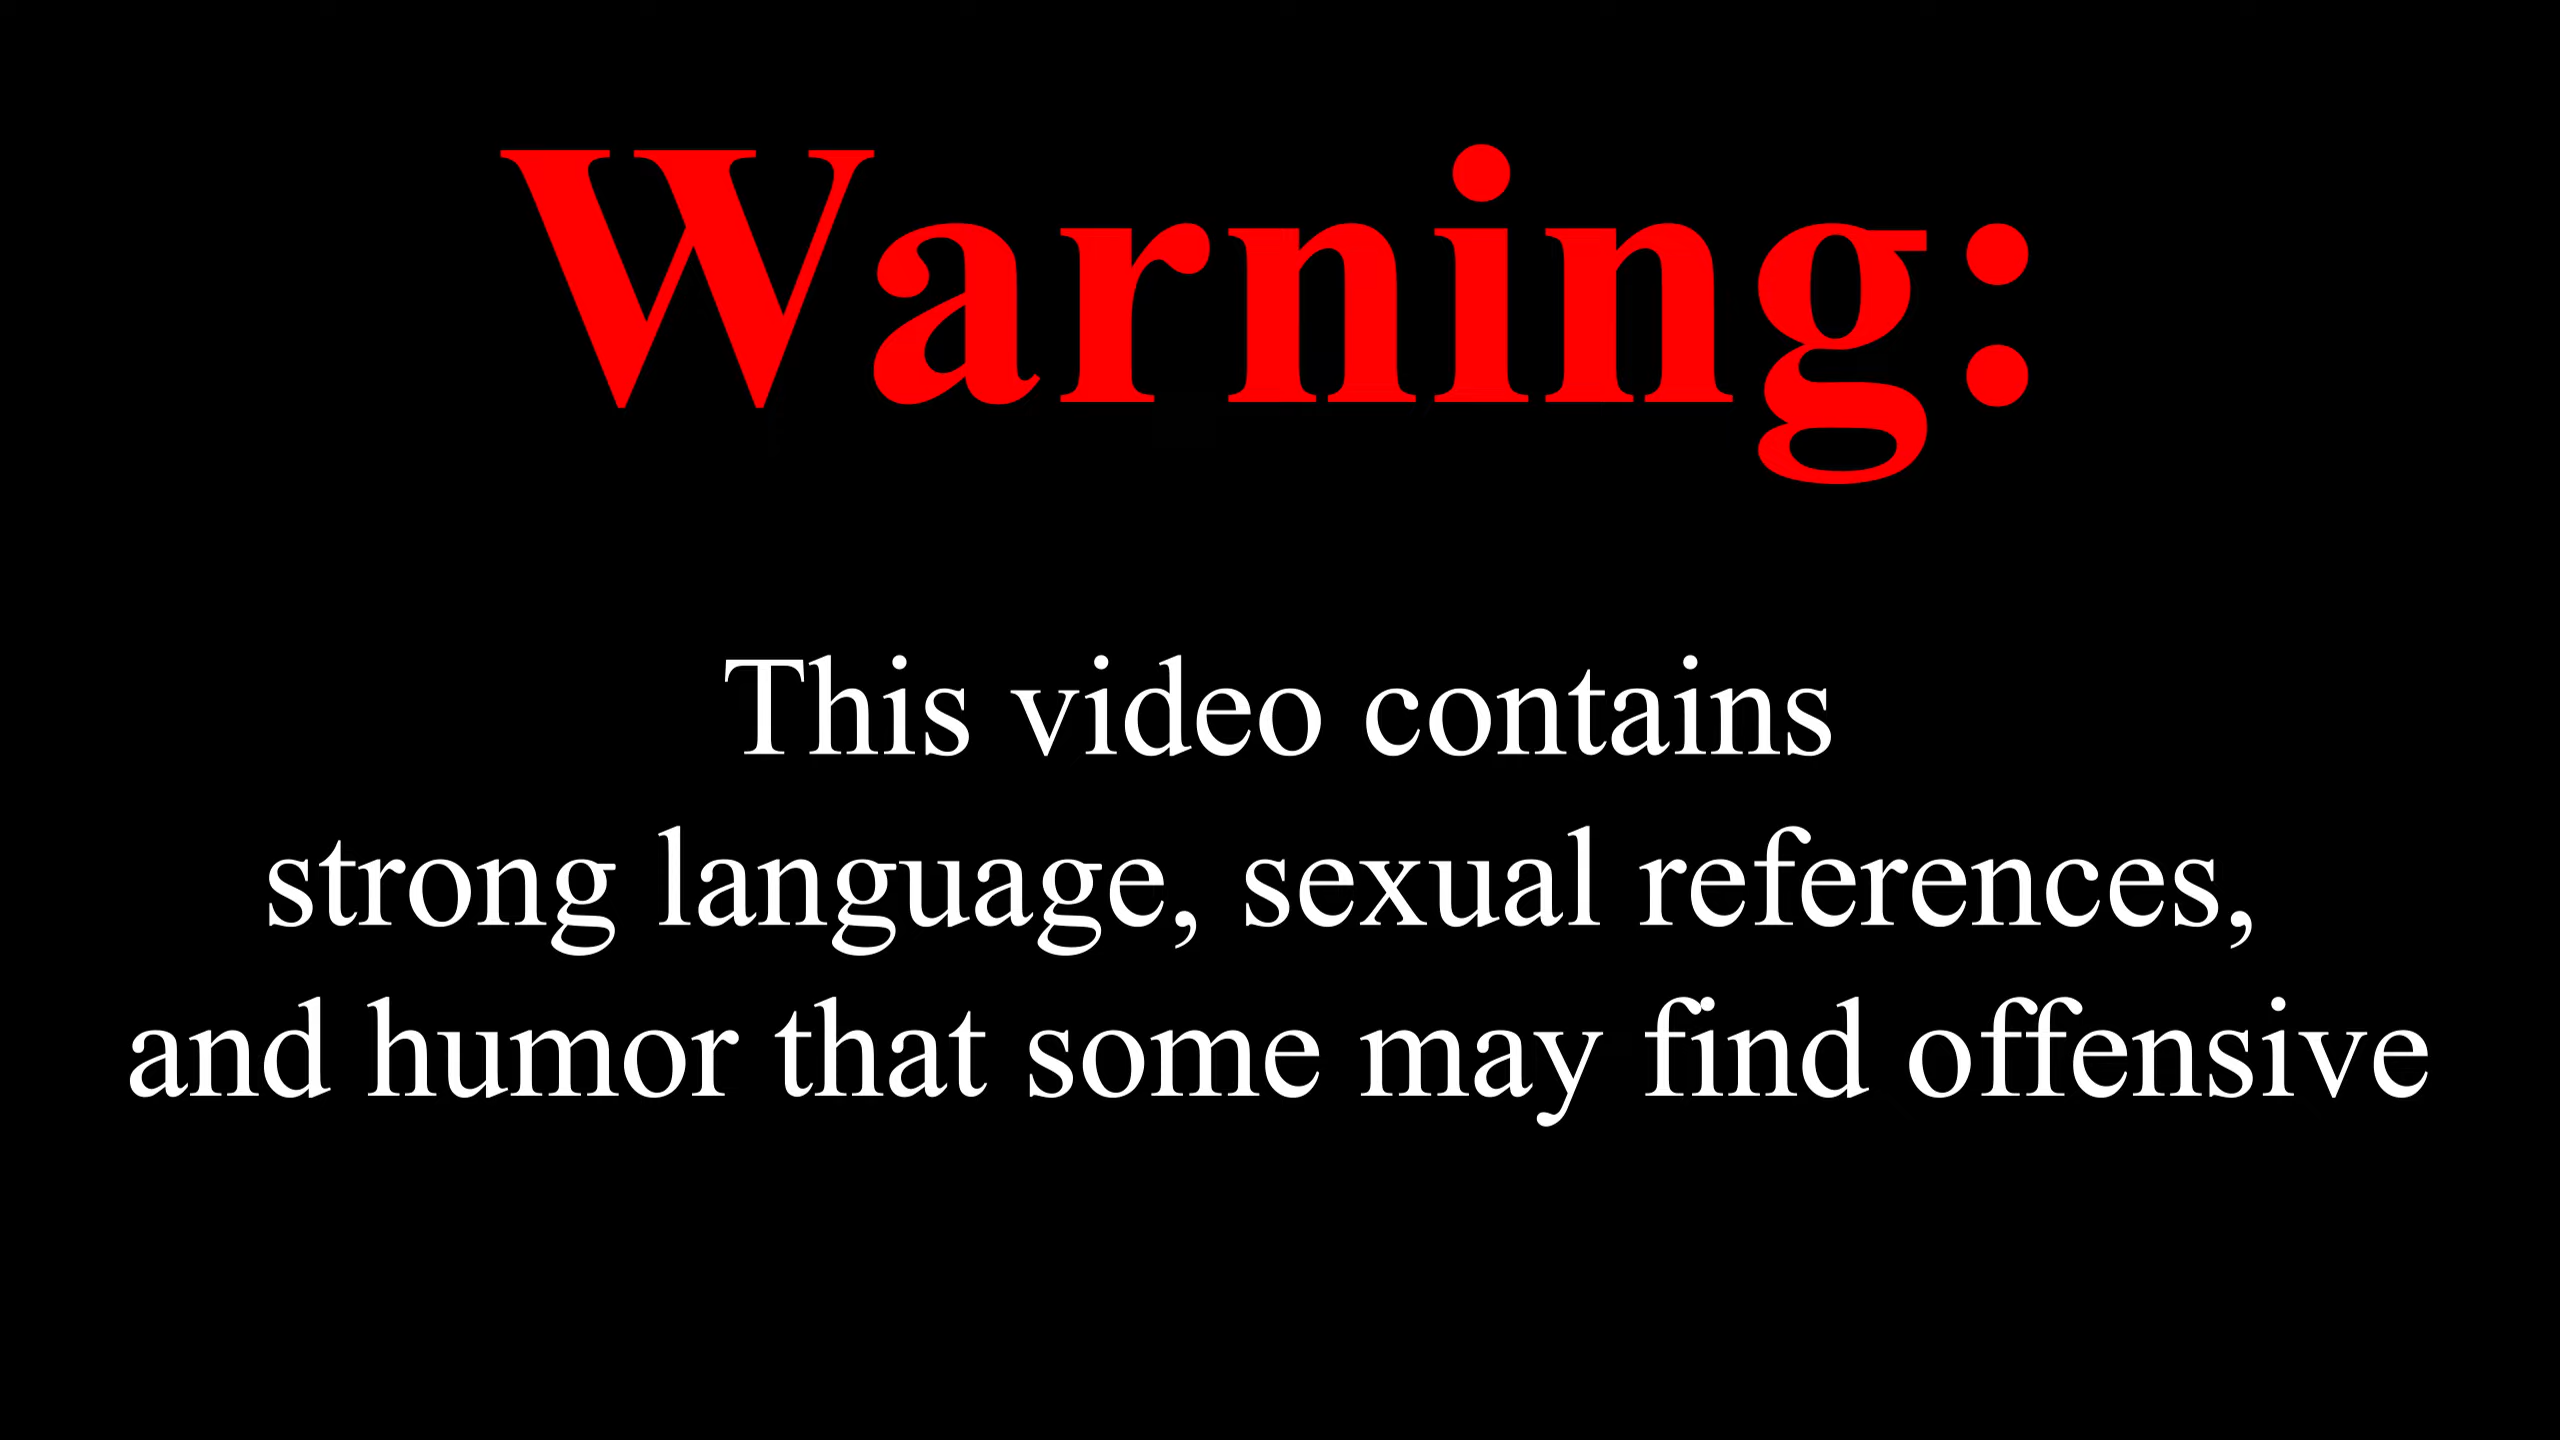 Warning:
This video contains
strong language, sexual references,
and humor that some may find offensive